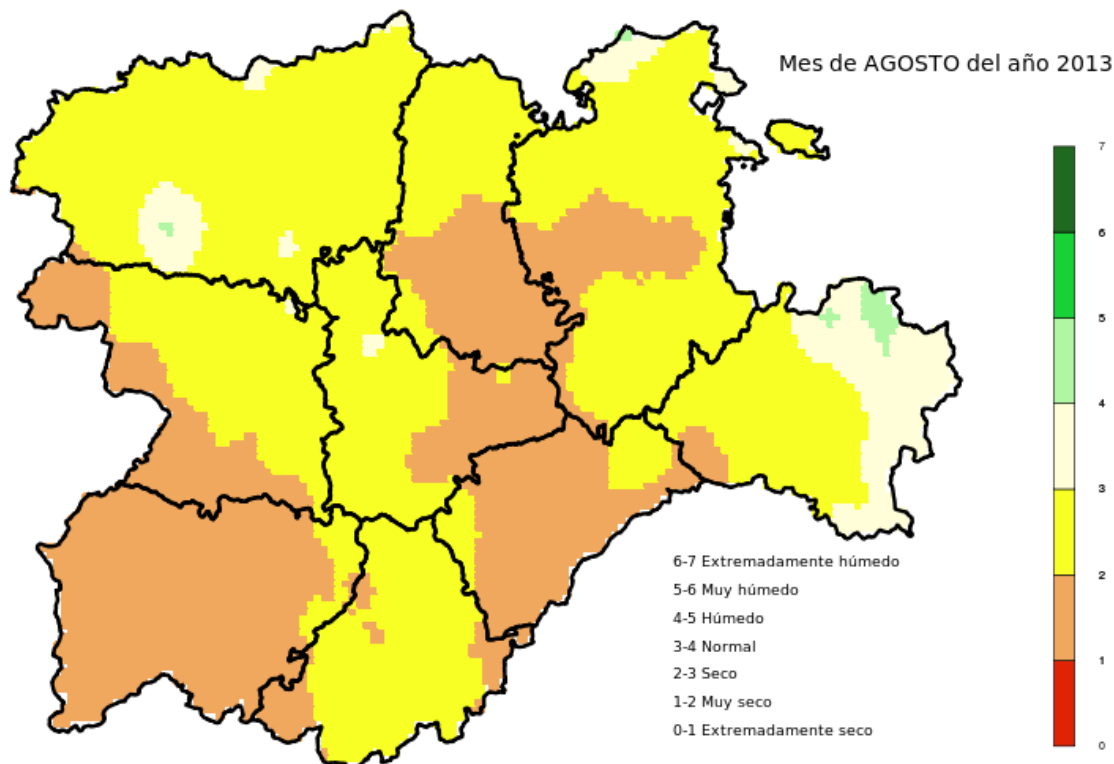 Mes de AGOSTO del año 2013
7
6
5
4
3
2
1
0
6-7 Extremadamente húmedo
5-6 Muy húmedo
4-5 Húmedo
3-4 Normal
2-3 Seco
1-2 Muy seco
0-1 Extremadamente seco